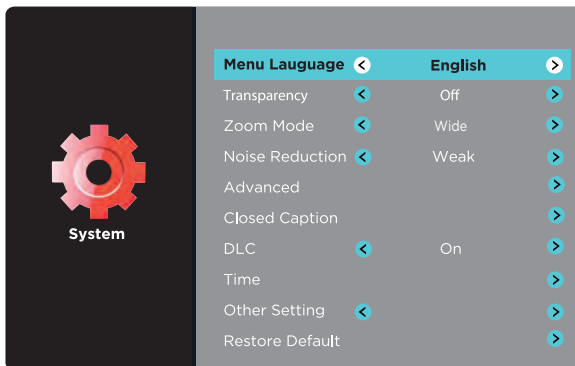 Menu Lauguage < English >
Transparency < Off >
Zoom Mode < Wide >
Noise Reduction < Weak >
Advanced >
Closed Caption >
DLC < On >
Time >
Other Setting < >
Restore Default >
System